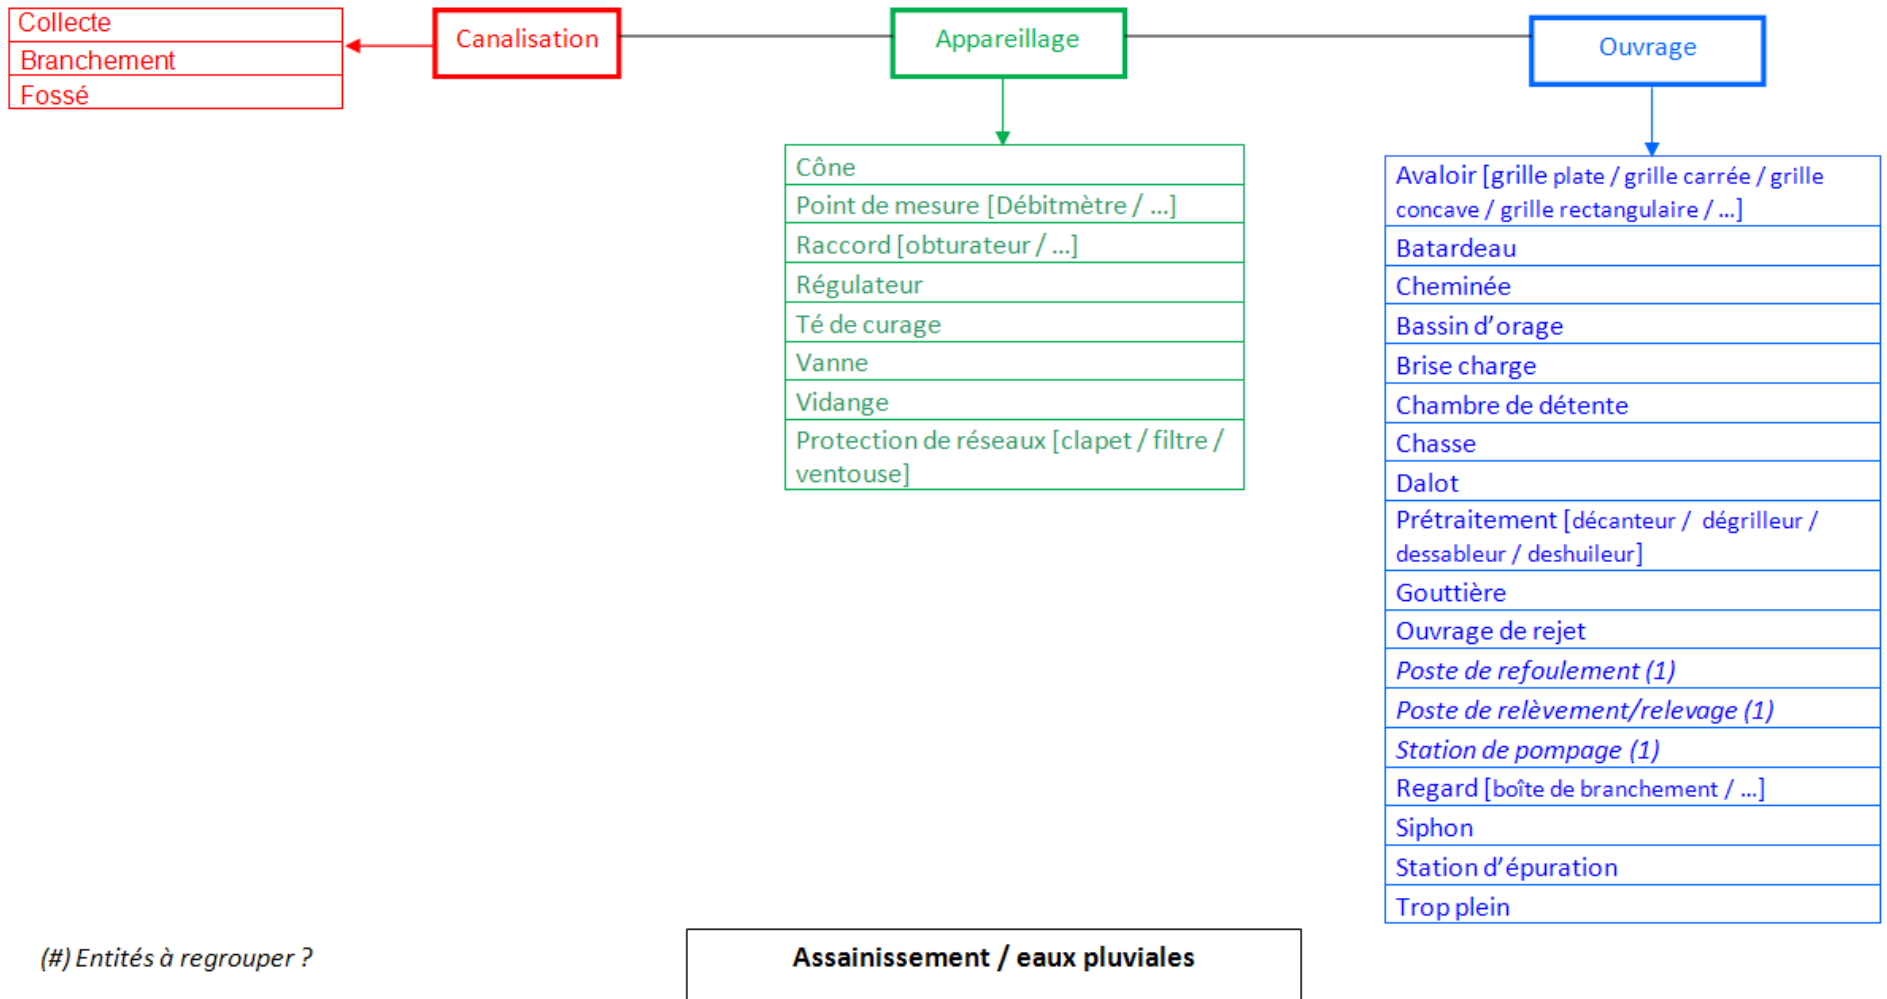 Collecte
Branchement
Fossé
Canalisation
Appareillage
Ouvrage
Cône
Point de mesure [Débitmètre / ...]
Raccord [obturateur / ...]
Régulateur
Té de curage
Vanne
Vidange
Protection de réseaux [clapet / filtre /
ventouse]
Avaloir [grille plate / grille carrée / grille
concave / grille rectangulaire / ...]
Batardeau
Cheminée
Bassin d’orage
Brise charge
Chambre de détente
Chasse
Dalot
Prétraitement [décanteur / dégrilleur /
dessableur / deshuileur]
Gouttière
Ouvrage de rejet
Poste de refoulement (1)
Poste de relèvement/relevage (1)
Station de pompage (1)
Regard [boîte de branchement / ...]
Siphon
Station d’épuration
Trop plein
(#) Entités à regrouper ?
Assainissement / eaux pluviales